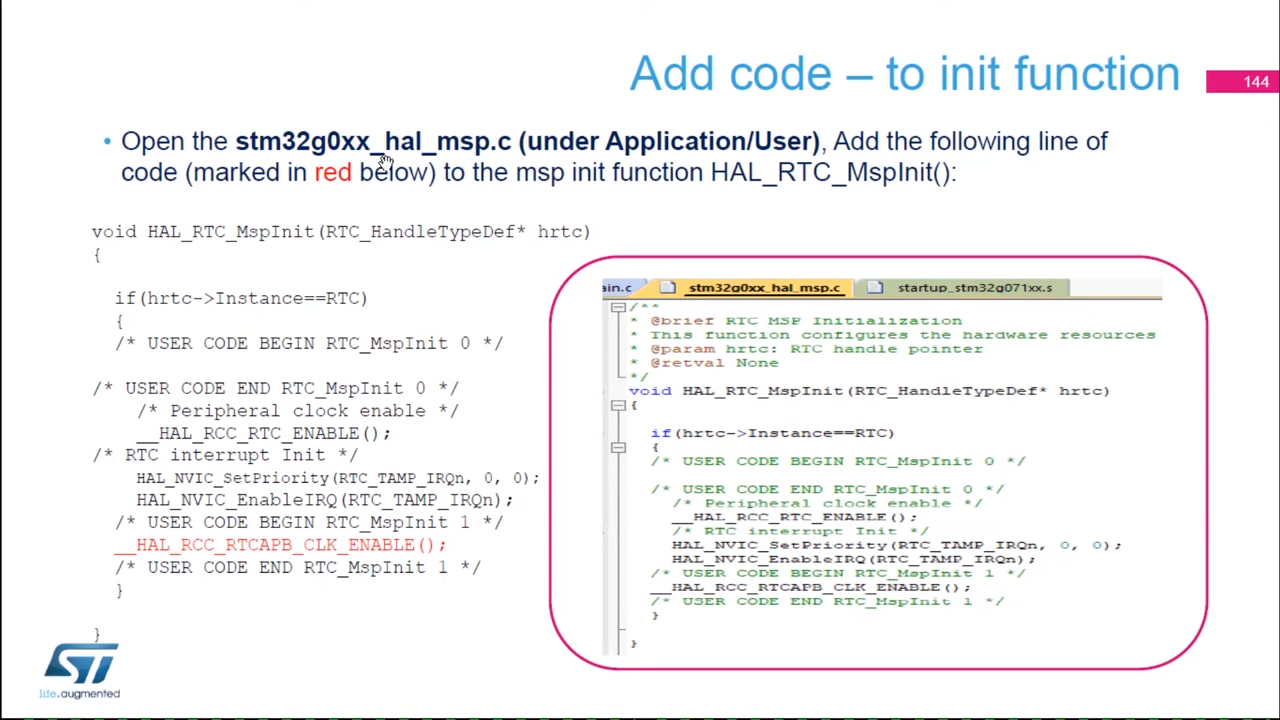 Add code – to init function
144
• Open the stm32g0xx_hal_msp.c (under Application/User), Add the following line of
code (marked in red below) to the msp init function HAL_RTC_MspInit():
void HAL_RTC_MspInit(RTC_HandleTypeDef* hrtc)
{
if(hrtc->Instance==RTC)
{
/* USER CODE BEGIN RTC_MspInit 0 */
/* USER CODE END RTC_MspInit 0 */
/* Peripheral clock enable */
__HAL_RCC_RTC_ENABLE();
/* RTC interrupt Init */
HAL_NVIC_SetPriority(RTC_TAMP_IRQn, 0, 0);
HAL_NVIC_EnableIRQ(RTC_TAMP_IRQn);
/* USER CODE BEGIN RTC_MspInit 1 */
__HAL_RCC_RTCAPB_CLK_ENABLE();
/* USER CODE END RTC_MspInit 1 */
}
}
ain.c
stm32g0xx_hal_msp.c
startup_stm32g071xx.s
/**
* @brief RTC MSP Initialization
* This function configures the hardware resources
* @param hrtc: RTC handle pointer
* @retval None
*/
void HAL_RTC_MspInit(RTC_HandleTypeDef* hrtc)
{
if(hrtc->Instance==RTC)
{
/* USER CODE BEGIN RTC_MspInit 0 */
/* USER CODE END RTC_MspInit 0 */
/* Peripheral clock enable */
__HAL_RCC_RTC_ENABLE();
/* RTC interrupt Init */
HAL_NVIC_SetPriority(RTC_TAMP_IRQn, 0, 0);
HAL_NVIC_EnableIRQ(RTC_TAMP_IRQn);
/* USER CODE BEGIN RTC_MspInit 1 */
__HAL_RCC_RTCAPB_CLK_ENABLE();
/* USER CODE END RTC_MspInit 1 */
}
}
ST
life.augmented